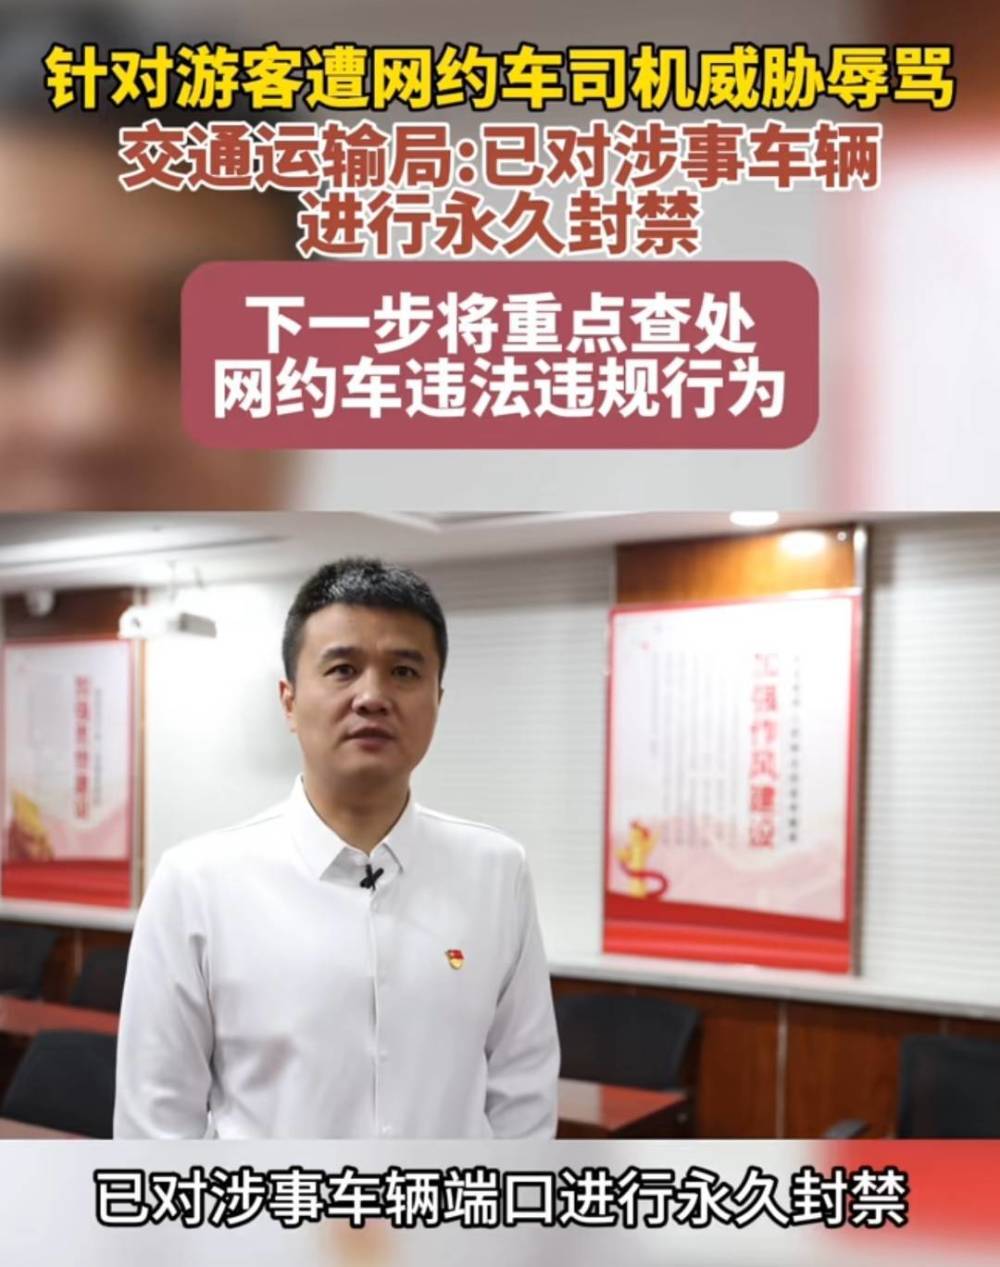 针对游客遭网约车司机威胁辱骂
交通运输局:已对涉事车辆
进行永久封禁
下一步将重点查处
网约车违法违规行为
加强作风建设
已对涉事车辆端口进行永久封禁